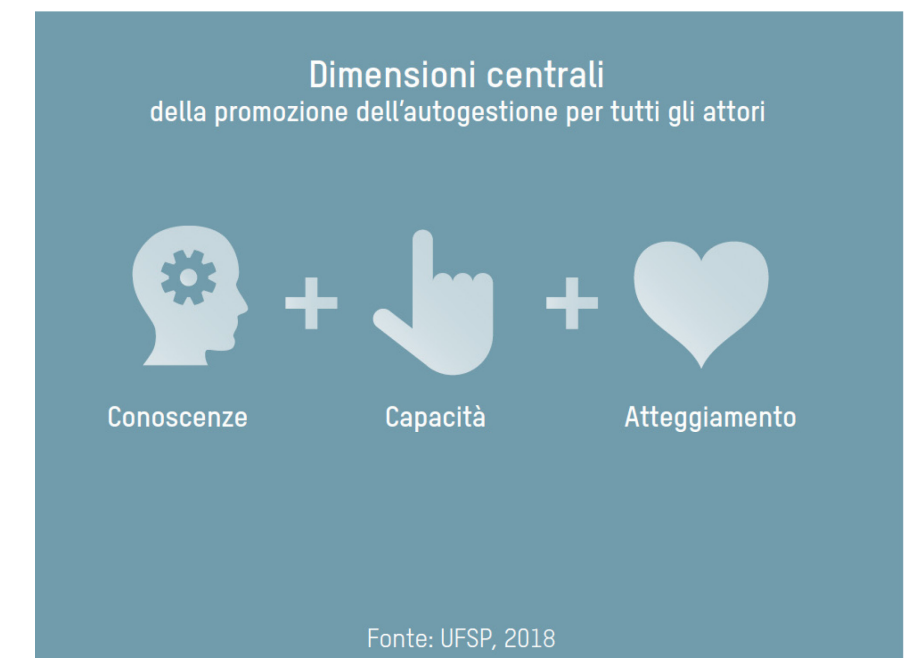 Dimensioni centrali
della promozione dell'autogestione per tutti gli attori
Conoscenze
Capacità
Atteggiamento
Fonte: UFSP, 2018